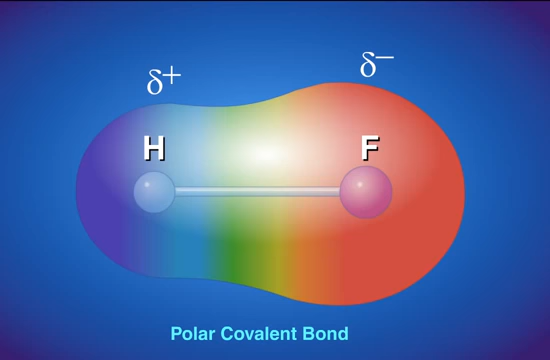 δ+ δ−
H F
Polar Covalent Bond